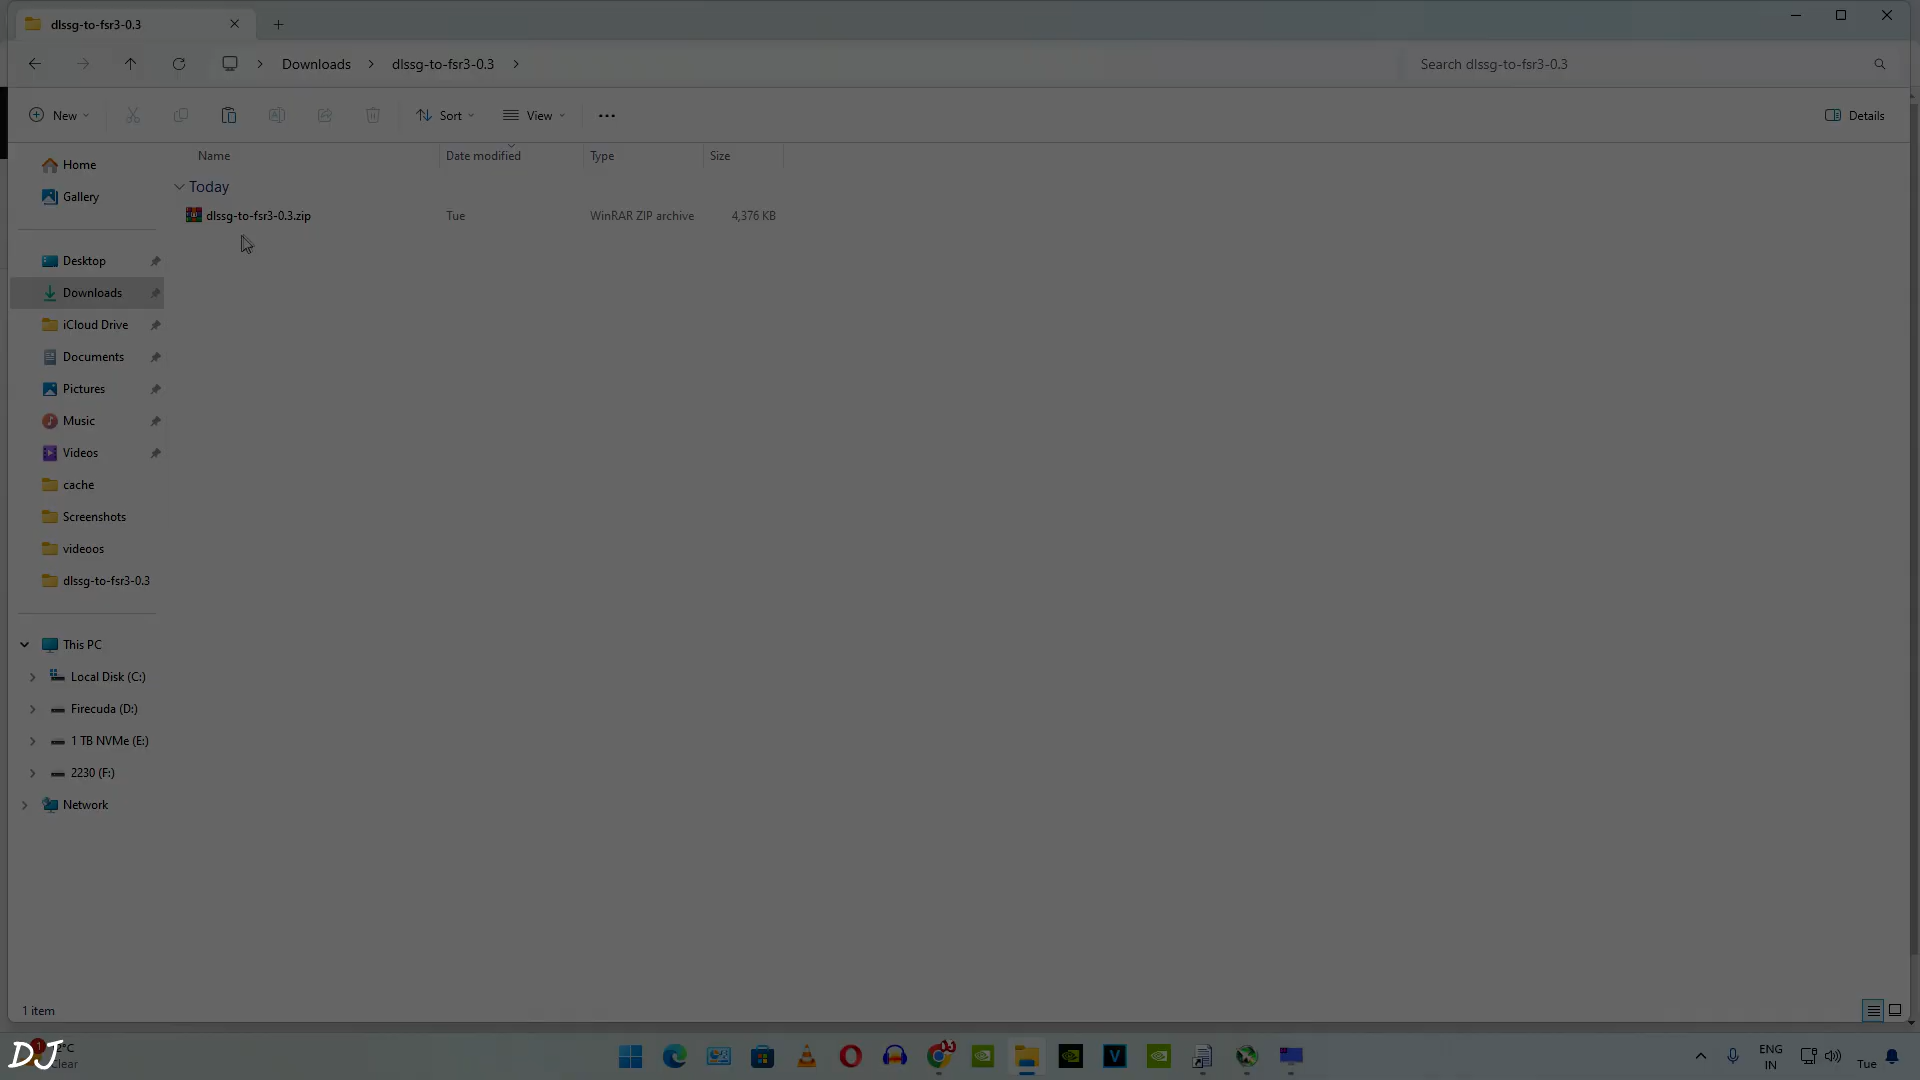 dlssg-to-fsr3-0.3
Downloads
dlssg-to-fsr3-0.3
Search dlssg-to-fsr3-0.3
New
Sort
View
Details
Name
Date modified
Type
Size
Home
Gallery
Today
dlssg-to-fsr3-0.3.zip
Tue
WinRAR ZIP archive
4,376 KB
Desktop
Downloads
iCloud Drive
Documents
Pictures
Music
Videos
cache
Screenshots
videoos
dlssg-to-fsr3-0.3
This PC
Local Disk (C:)
Firecuda (D:)
1 TB NVMe (E:)
2230 (F:)
Network
1 item
DJ
1
2°C
Clear
ENG
IN
Tue